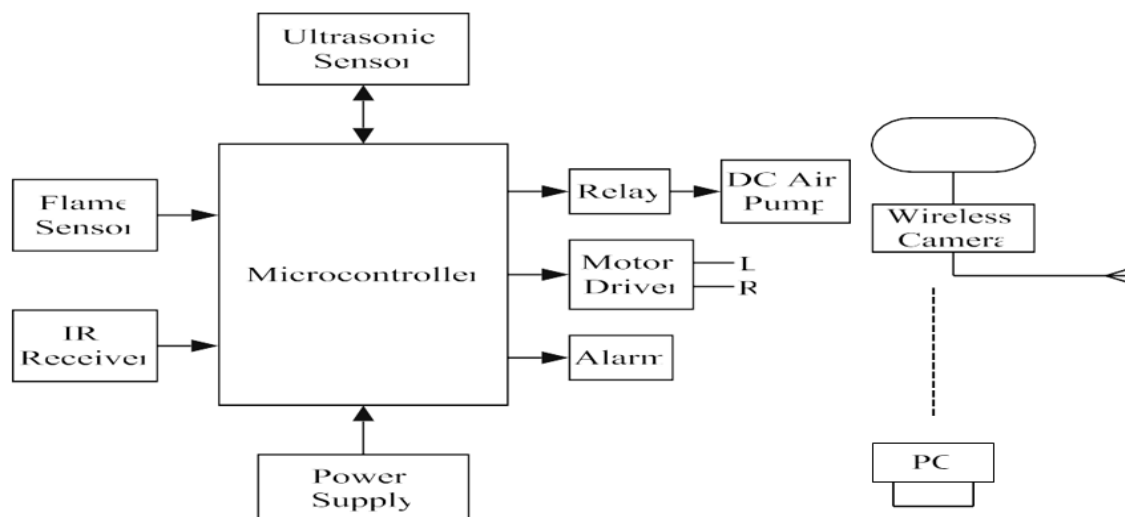 Ultrasonic
Sensor
Flame
Sensor
IR
Receiver
Microcontroller
Power
Supply
Relay
DC Air
Pump
Motor
Driver
L
R
Alarm
Wireless
Camera
PC